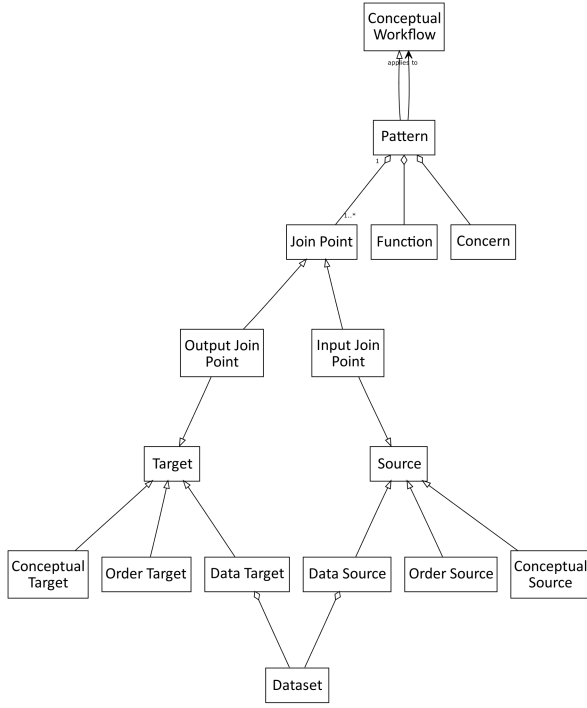 Conceptual
Workflow
applies to
Pattern
1
1..*
Join Point
Function
Concern
Output Join
Point
Input Join
Point
Target
Source
Conceptual
Target
Order Target
Data Target
Data Source
Order Source
Conceptual
Source
Dataset